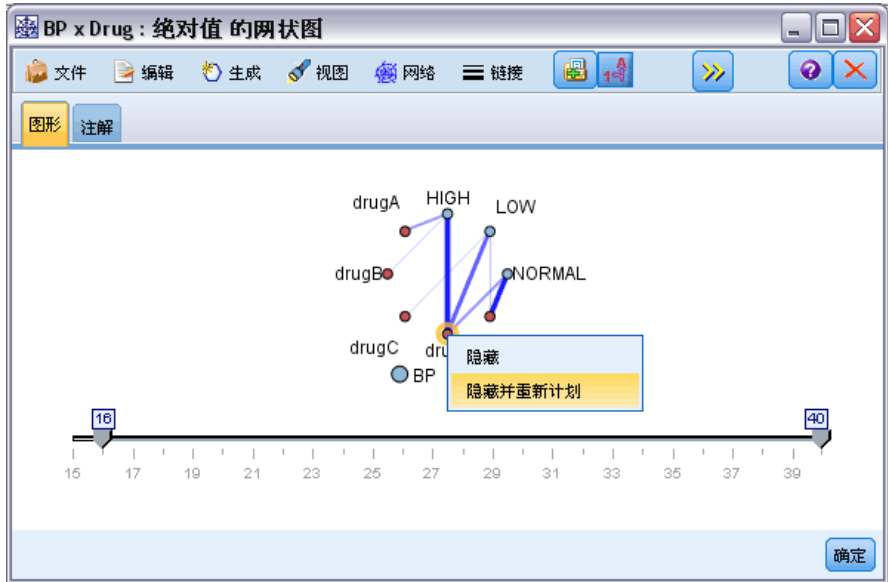 BP x Drug : 绝对值 的网状图
文件 编辑 生成 视图 网络 链接
图形 注解
drugA HIGH LOW
drugB NORMAL
drugC dru
BP
隐藏
隐藏并重新计划
16 40
15 17 19 21 23 25 27 29 31 33 35 37 39
确定